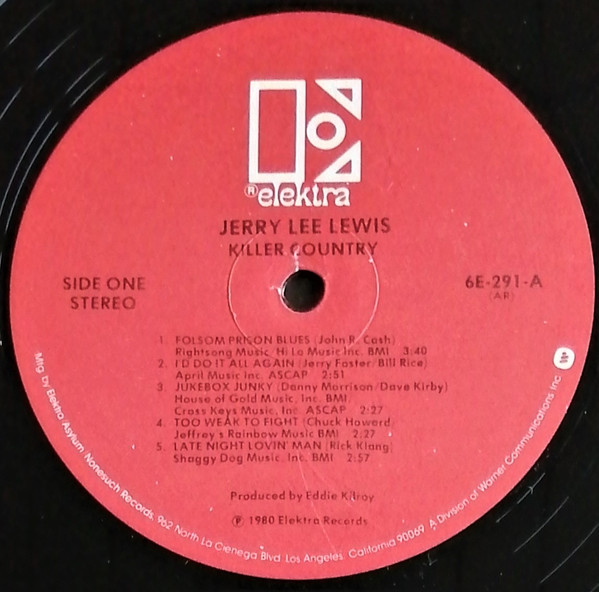 ® elektra
JERRY LEE LEWIS
KILLER COUNTRY
SIDE ONE
STEREO
6E-291-A
(AR)
1. FOLSOM PRISON BLUES (John R. Cash)
Rightsong Music/Hi Lo Music Inc. BMI 3:40
2. I'D DO IT ALL AGAIN (Jerry Foster/Bill Rice)
April Music Inc. ASCAP 2:51
3. JUKEBOX JUNKY (Danny Morrison/Dave Kirby)
House of Gold Music, Inc. BMI
Cross Keys Music, Inc. ASCAP 2:27
4. TOO WEAK TO FIGHT (Chuck Howard)
Jeffrey's Rainbow Music BMI 2:27
5. LATE NIGHT LOVIN' MAN (Rick Klang)
Shaggy Dog Music, Inc. BMI 2:57
Produced by Eddie Kilroy
℗ 1980 Elektra Records
Mfg. by Elektra/Asylum/Nonesuch Records, 962 North La Cienega Blvd. Los Angeles, California 90069 A Division of Warner Communications Inc.